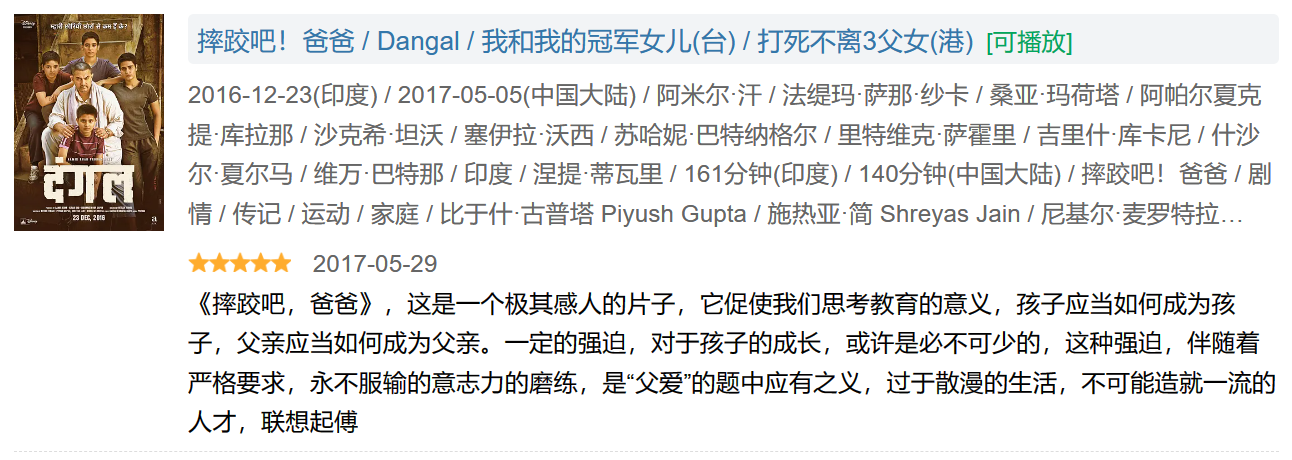 म्हारी छोरियाँ छोरों से कम हैं के?
दंगल
23 DEC, 2016
摔跤吧！爸爸 / Dangal / 我和我的冠军女儿(台) / 打死不离3父女(港) [可播放]
2016-12-23(印度) / 2017-05-05(中国大陆) / 阿米尔·汗 / 法缇玛·萨那·纱卡 / 桑亚·玛荷塔 / 阿帕尔夏克
提·库拉那 / 沙克希·坦沃 / 塞伊拉·沃西 / 苏哈妮·巴特纳格尔 / 里特维克·萨霍里 / 吉里什·库卡尼 / 什沙
尔·夏尔马 / 维万·巴特那 / 印度 / 涅提·蒂瓦里 / 161分钟(印度) / 140分钟(中国大陆) / 摔跤吧！爸爸 / 剧
情 / 传记 / 运动 / 家庭 / 比于什·古普塔 Piyush Gupta / 施热亚·简 Shreyas Jain / 尼基尔·麦罗特拉…
2017-05-29
《摔跤吧，爸爸》，这是一个极其感人的片子，它促使我们思考教育的意义，孩子应当如何成为孩
子，父亲应当如何成为父亲。一定的强迫，对于孩子的成长，或许是必不可少的，这种强迫，伴随着
严格要求，永不服输的意志力的磨练，是“父爱”的题中应有之义，过于散漫的生活，不可能造就一流的
人才，联想起傅